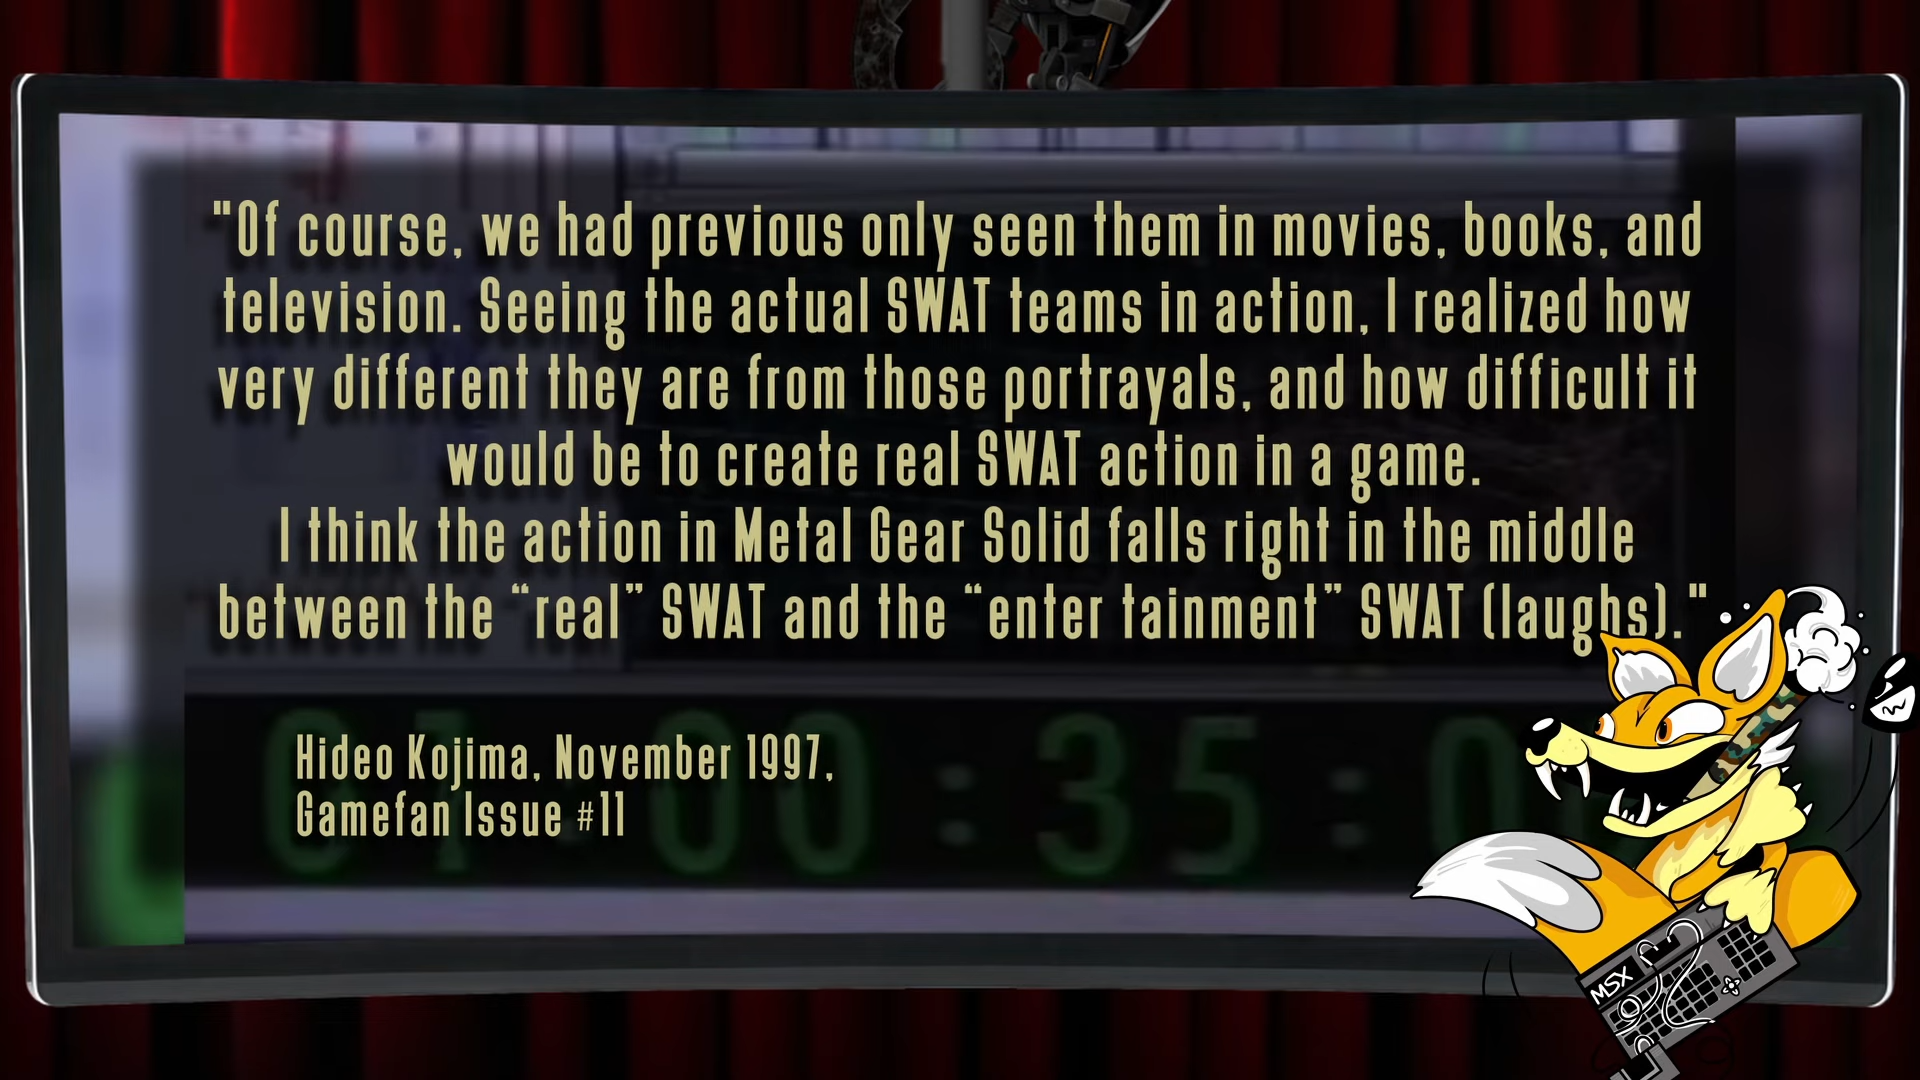 "Of course, we had previous only seen them in movies, books, and
television. Seeing the actual SWAT teams in action, I realized how
very different they are from those portrayals, and how difficult it
would be to create real SWAT action in a game.
I think the action in Metal Gear Solid falls right in the middle
between the “real” SWAT and the “enter tainment” SWAT (laughs)."
Hideo Kojima, November 1997,
Gamefan Issue #11
MSX